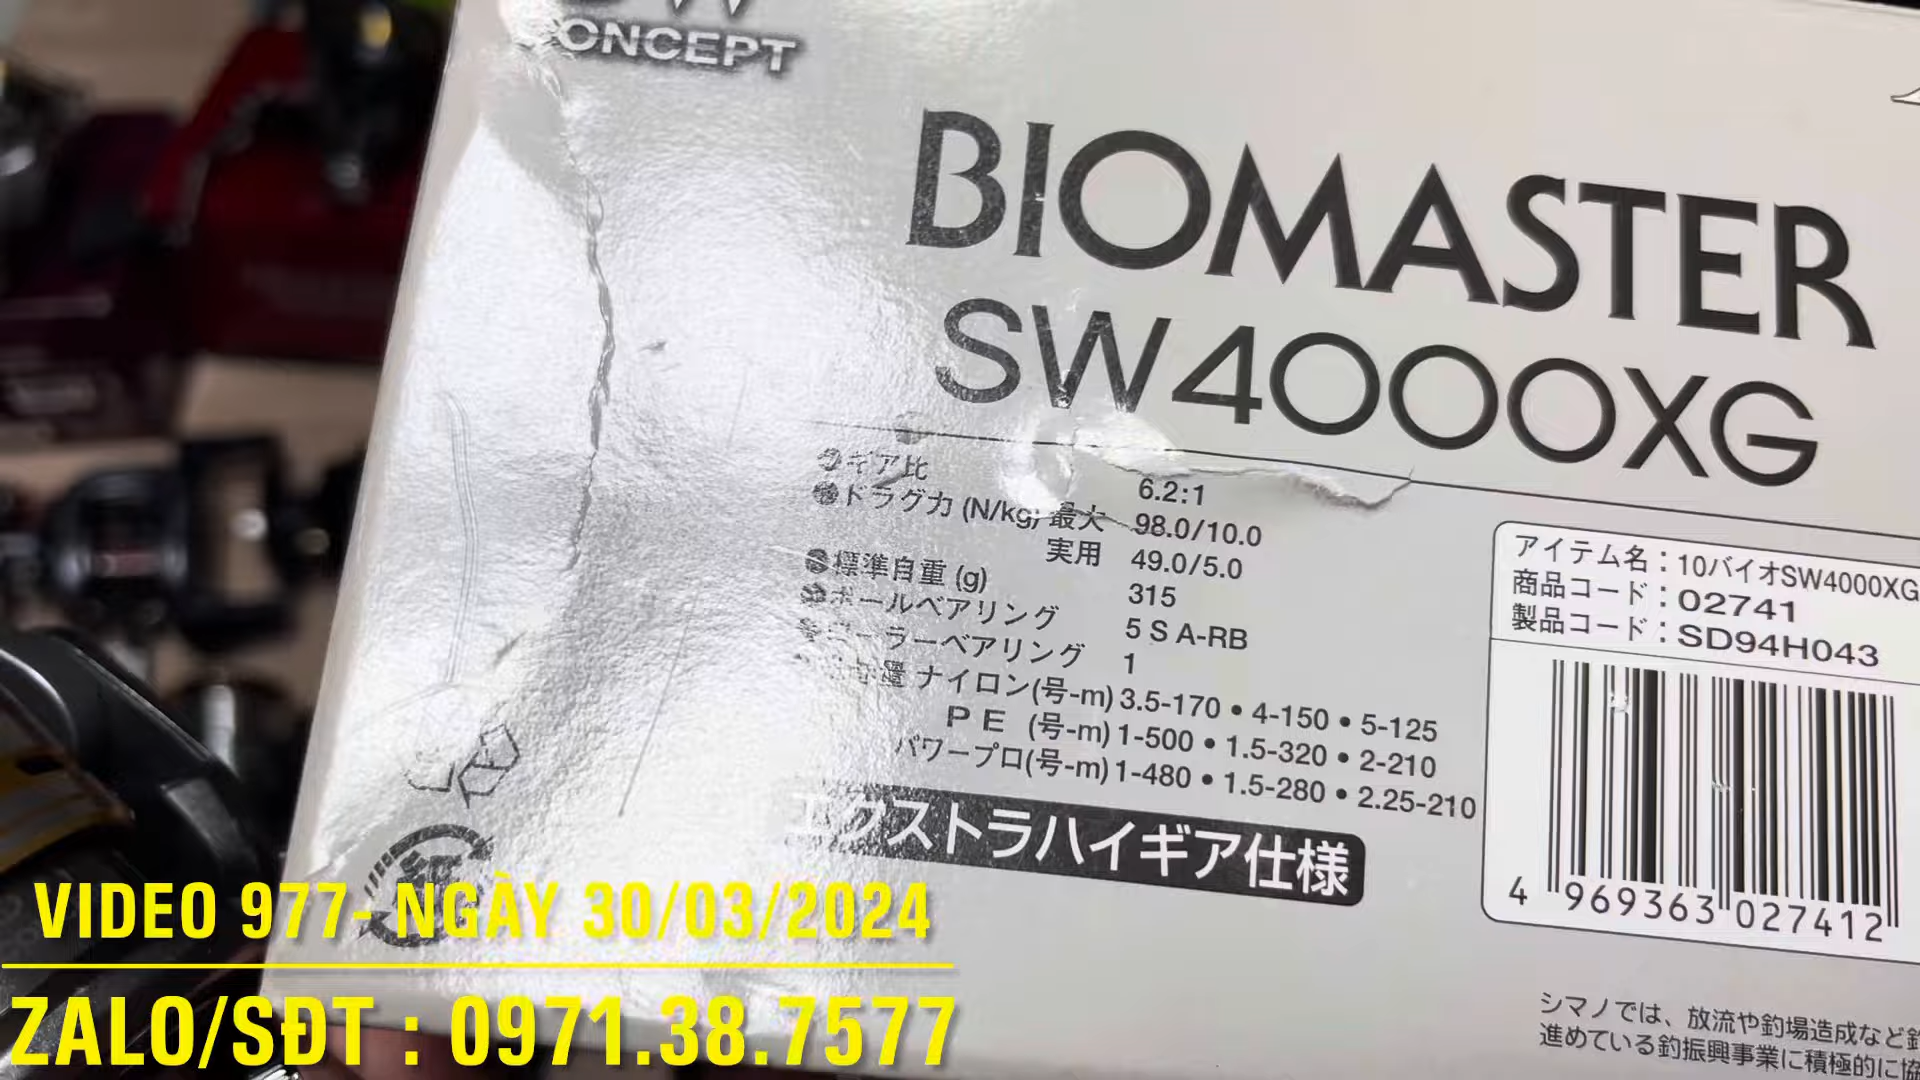 CONCEPT
BIOMASTER
SW4000XG
ギア比 6.2:1
ドラグ力 (N/kg) 最大 98.0/10.0
実用 49.0/5.0
標準自重 (g) 315
ボールベアリング 5 S A-RB
ローラーベアリング 1
ナイロン(号-m) 3.5-170 • 4-150 • 5-125
PE (号-m) 1-500 • 1.5-320 • 2-210
パワープロ(号-m) 1-480 • 1.5-280 • 2.25-210
エクストラハイギア仕様
アイテム名：10バイオSW4000XG
商品コード：02741
製品コード：SD94H043
4 969363 027412
シマノでは、放流や釣場造成など
進めている釣振興事業に積極的に協
VIDEO 977- NGÀY 30/03/2024
ZALO/SĐT : 0971.38.7577